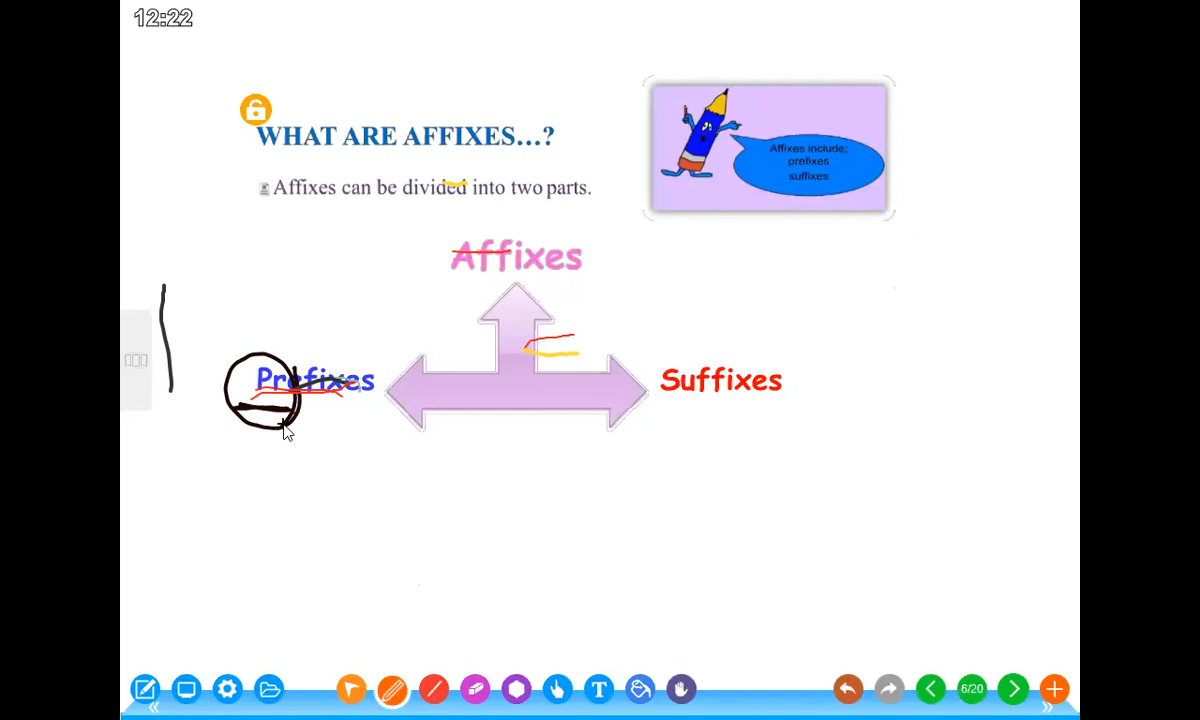 12:22
WHAT ARE AFFIXES...?
Affixes can be divided into two parts.
Affixes include;
prefixes
suffixes
Affixes
Prefixes
Suffixes
6/20